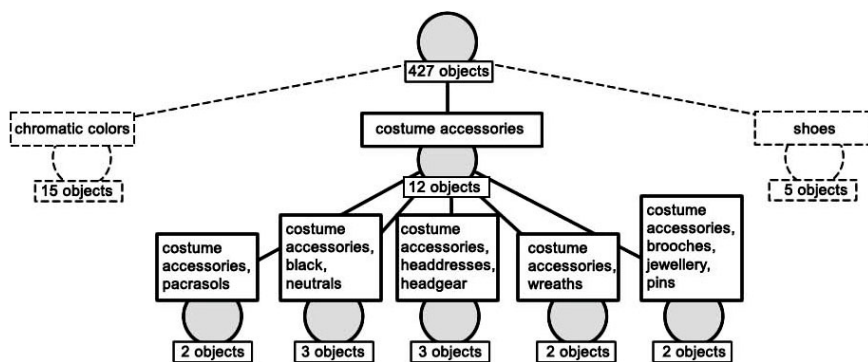 427 objects
chromatic colors
costume accessories
shoes
15 objects
12 objects
5 objects
costume
accessories,
pacrasols
costume
accessories,
black,
neutrals
costume
accessories,
headdresses,
headgear
costume
accessories,
wreaths
costume
accessories,
brooches,
jewellery,
pins
2 objects
3 objects
3 objects
2 objects
2 objects